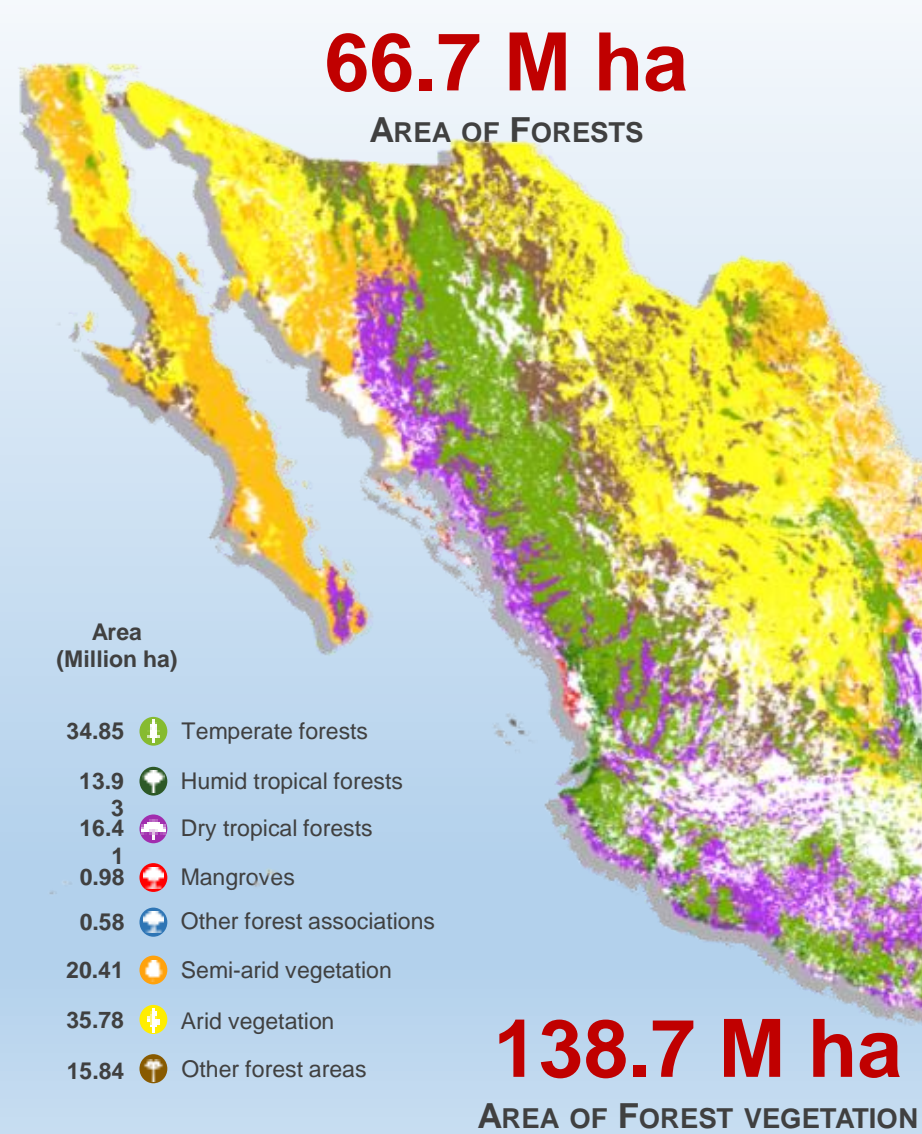 66.7 M ha
AREA OF FORESTS
Area
(Million ha)
34.85 Temperate forests
13.9 Humid tropical forests
3
16.4 Dry tropical forests
1
0.98 Mangroves
0.58 Other forest associations
20.41 Semi-arid vegetation
35.78 Arid vegetation
15.84 Other forest areas
138.7 M ha
AREA OF FOREST VEGETATION